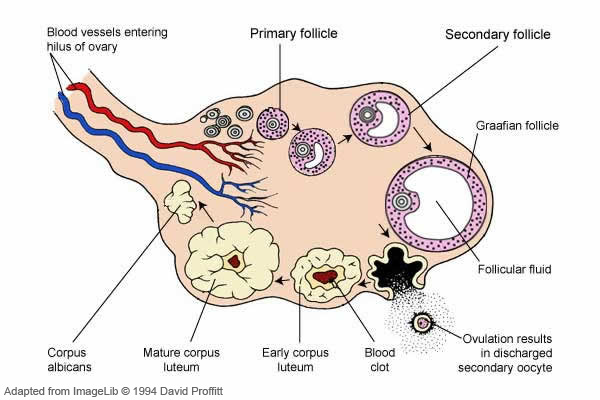 Blood vessels entering
hilus of ovary
Primary follicle
Secondary follicle
Graafian follicle
Follicular fluid
Ovulation results
in discharged
secondary oocyte
Blood
clot
Early corpus
luteum
Mature corpus
luteum
Corpus
albicans
Adapted from ImageLib © 1994 David Proffitt